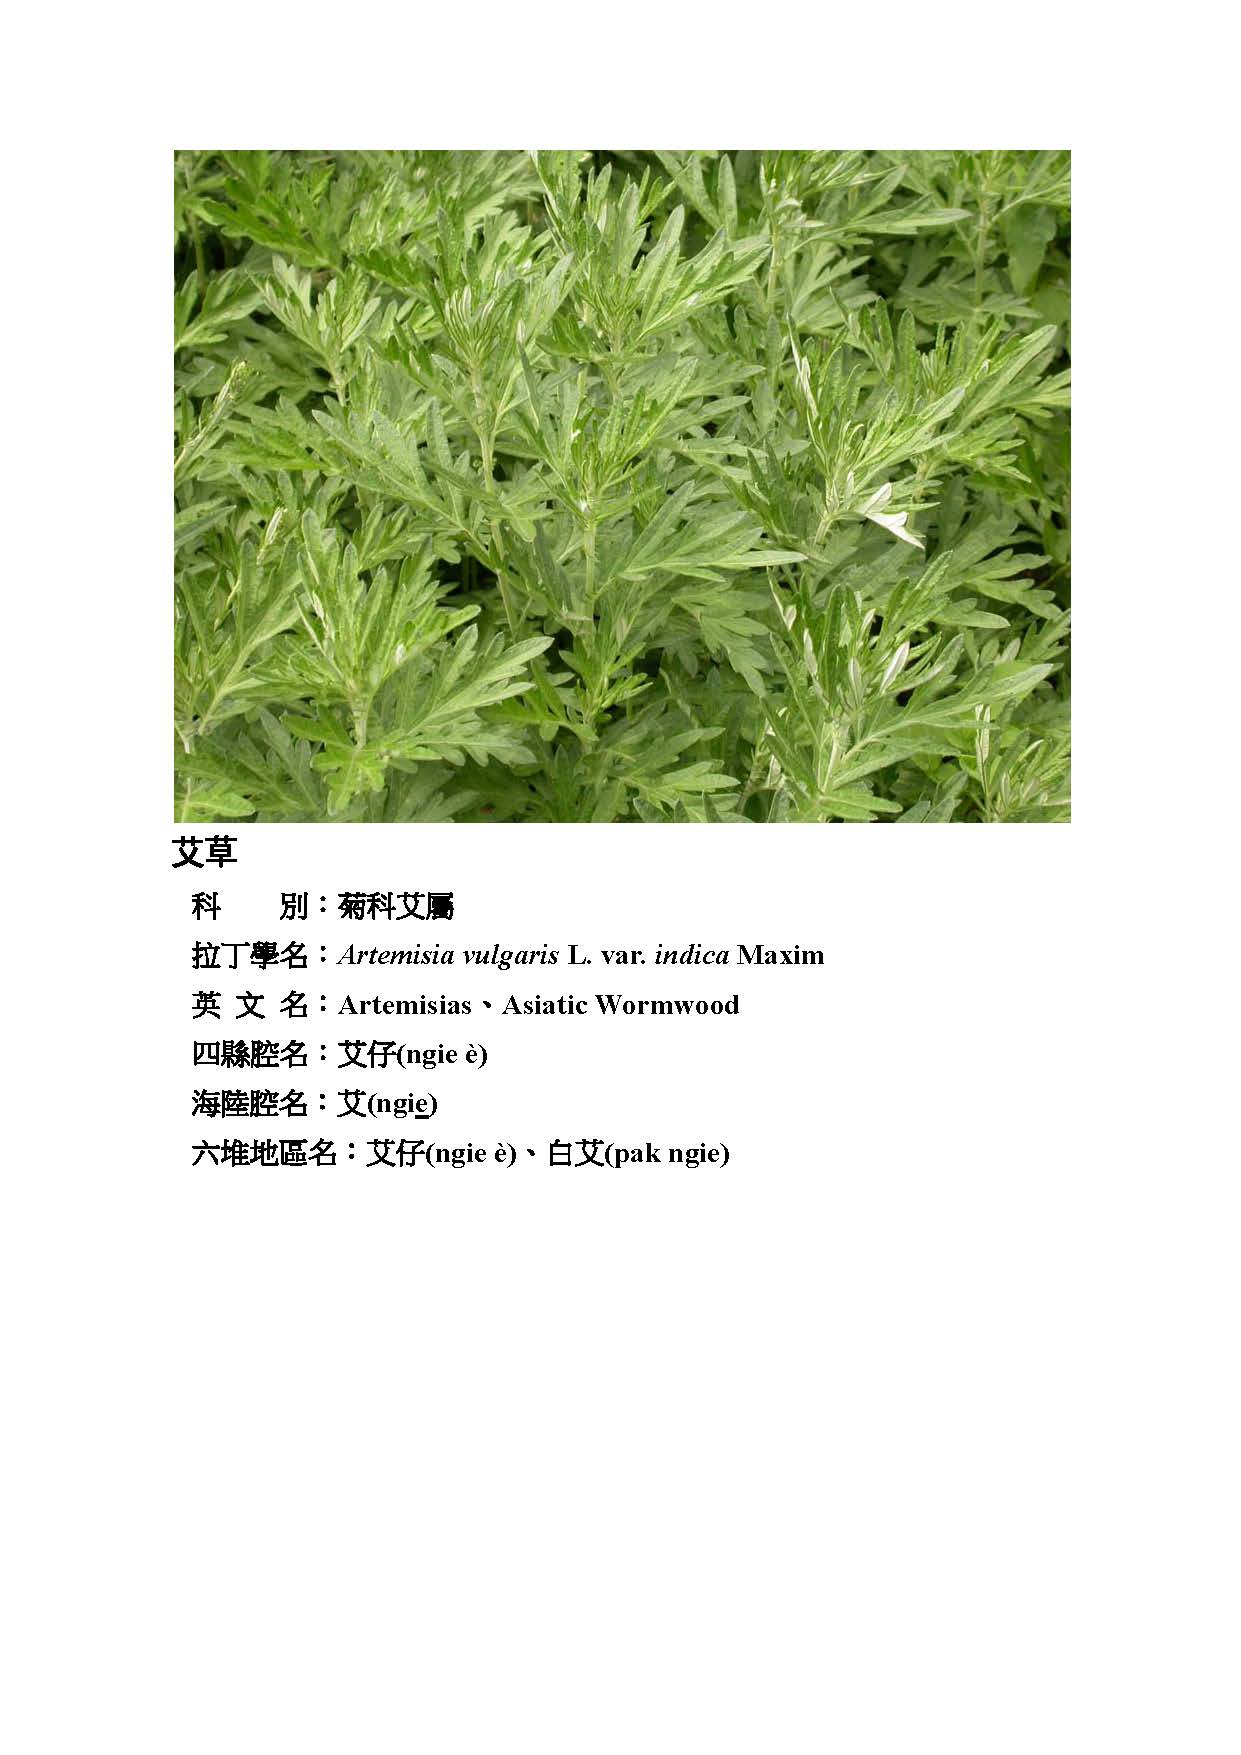 艾草
科　　別：菊科艾屬
拉丁學名：Artemisia vulgaris L. var. indica Maxim
英 文 名：Artemisias、Asiatic Wormwood
四縣腔名：艾仔(ngie è)
海陸腔名：艾(ngie)
六堆地區名：艾仔(ngie è)、白艾(pak ngie)